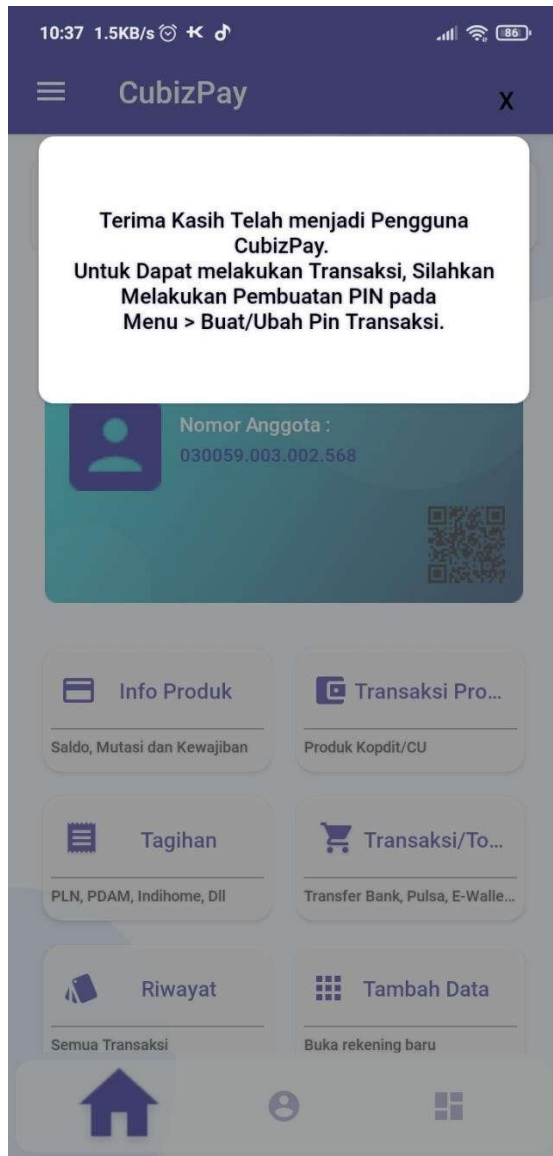 10:37 1.5KB/s
86
CubizPay
X
Terima Kasih Telah menjadi Pengguna
CubizPay.
Untuk Dapat melakukan Transaksi, Silahkan
Melakukan Pembuatan PIN pada
Menu > Buat/Ubah Pin Transaksi.
Nomor Anggota :
030059.003.002.568
Info Produk
Saldo, Mutasi dan Kewajiban
Transaksi Pro...
Produk Kopdit/CU
Tagihan
PLN, PDAM, Indihome, Dll
Transaksi/To...
Transfer Bank, Pulsa, E-Walle...
Riwayat
Semua Transaksi
Tambah Data
Buka rekening baru